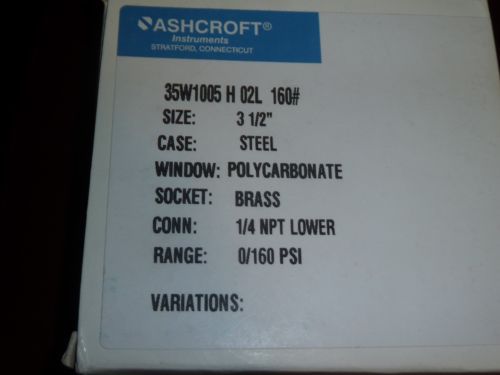 ASHCROFT®
Instruments
STRATFORD, CONNECTICUT
35W1005 H 02L 160#
SIZE: 3 1/2"
CASE: STEEL
WINDOW: POLYCARBONATE
SOCKET: BRASS
CONN: 1/4 NPT LOWER
RANGE: 0/160 PSI
VARIATIONS: